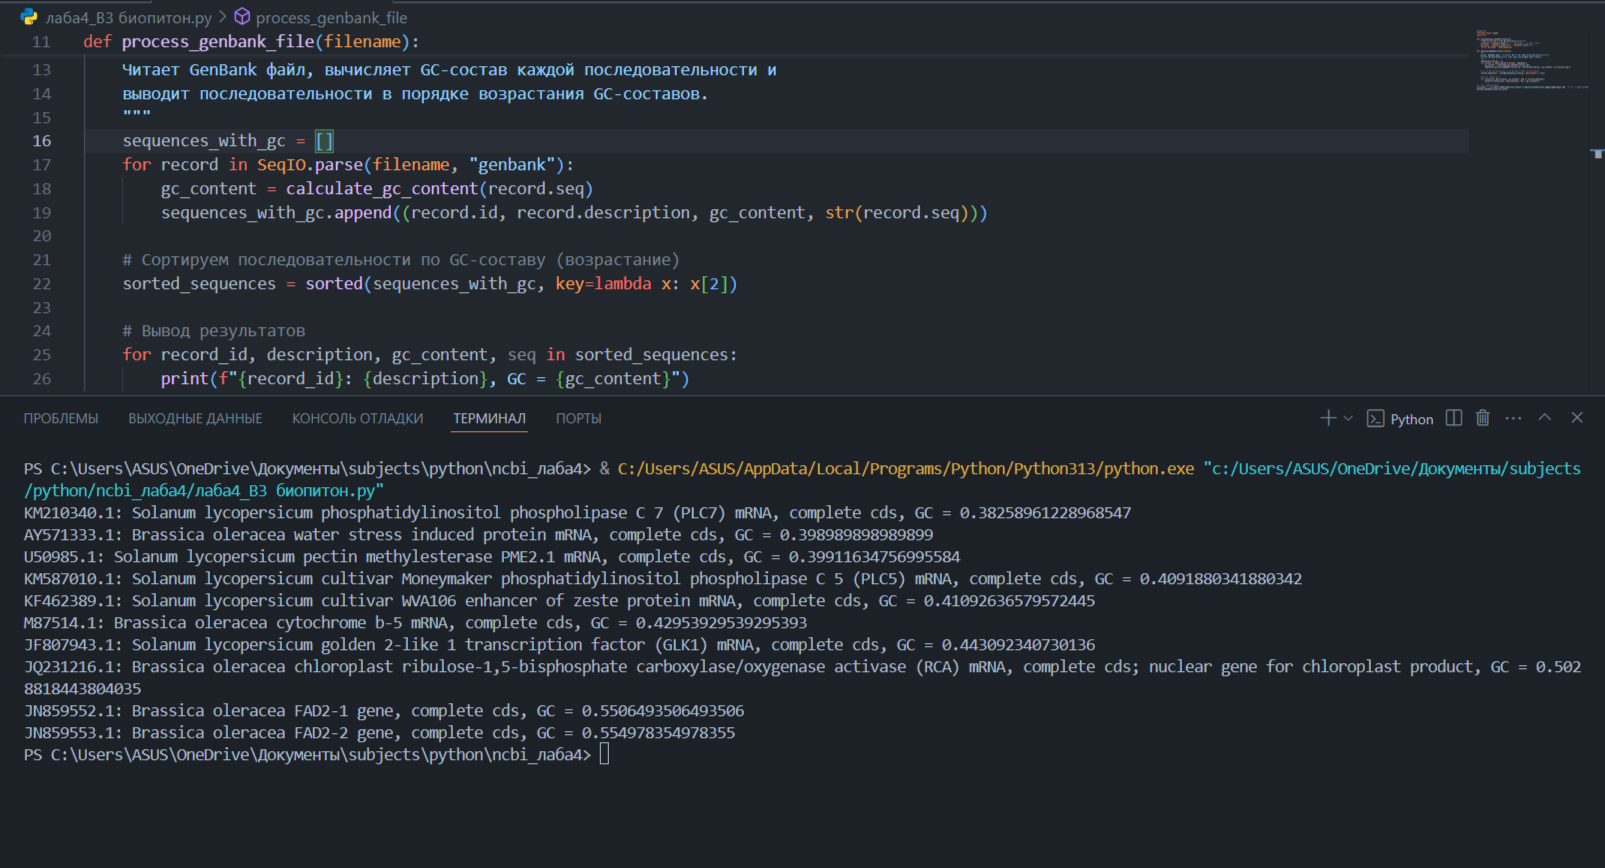 лаба4_В3 биопитон.py > process_genbank_file
11 def process_genbank_file(filename):
13 Читает GenBank файл, вычисляет GC-состав каждой последовательности и
14 выводит последовательности в порядке возрастания GC-составов.
15 """
16 sequences_with_gc = []
17 for record in SeqIO.parse(filename, "genbank"):
18 gc_content = calculate_gc_content(record.seq)
19 sequences_with_gc.append((record.id, record.description, gc_content, str(record.seq)))
20
21 # Сортируем последовательности по GC-составу (возрастание)
22 sorted_sequences = sorted(sequences_with_gc, key=lambda x: x[2])
23
24 # Вывод результатов
25 for record_id, description, gc_content, seq in sorted_sequences:
26 print(f"{record_id}: {description}, GC = {gc_content}")
ПРОБЛЕМЫ ВЫХОДНЫЕ ДАННЫЕ КОНСОЛЬ ОТЛАДКИ ТЕРМИНАЛ ПОРТЫ Python
PS C:\Users\ASUS\OneDrive\Документы\subjects\python\ncbi_лаба4> & C:/Users/ASUS/AppData/Local/Programs/Python/Python313/python.exe "c:/Users/ASUS/OneDrive/Документы/subjects
/python/ncbi_лаба4/лаба4_В3 биопитон.py"
KM210340.1: Solanum lycopersicum phosphatidylinositol phospholipase C 7 (PLC7) mRNA, complete cds, GC = 0.38258961228968547
AY571333.1: Brassica oleracea water stress induced protein mRNA, complete cds, GC = 0.398989898989899
U50985.1: Solanum lycopersicum pectin methylesterase PME2.1 mRNA, complete cds, GC = 0.39911634756995584
KM587010.1: Solanum lycopersicum cultivar Moneymaker phosphatidylinositol phospholipase C 5 (PLC5) mRNA, complete cds, GC = 0.4091880341880342
KF462389.1: Solanum lycopersicum cultivar WVA106 enhancer of zeste protein mRNA, complete cds, GC = 0.41092636579572445
M87514.1: Brassica oleracea cytochrome b-5 mRNA, complete cds, GC = 0.42953929539295393
JF807943.1: Solanum lycopersicum golden 2-like 1 transcription factor (GLK1) mRNA, complete cds, GC = 0.443092340730136
JQ231216.1: Brassica oleracea chloroplast ribulose-1,5-bisphosphate carboxylase/oxygenase activase (RCA) mRNA, complete cds; nuclear gene for chloroplast product, GC = 0.502
8818443804035
JN859552.1: Brassica oleracea FAD2-1 gene, complete cds, GC = 0.5506493506493506
JN859553.1: Brassica oleracea FAD2-2 gene, complete cds, GC = 0.554978354978355
PS C:\Users\ASUS\OneDrive\Документы\subjects\python\ncbi_лаба4>